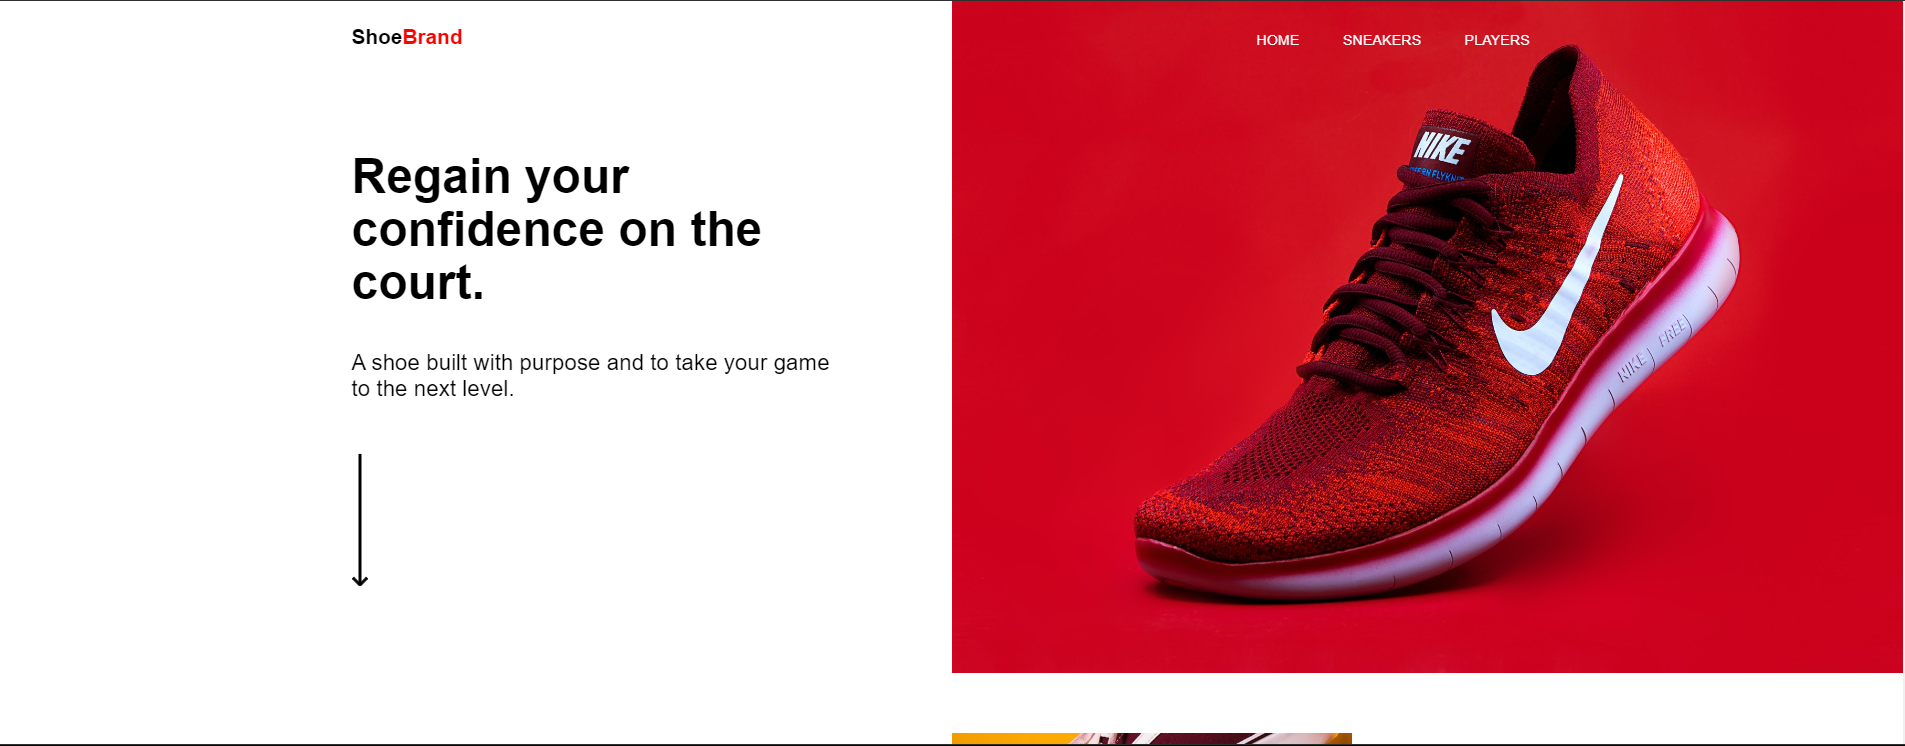 ShoeBrand
HOME SNEAKERS PLAYERS
Regain your
confidence on the
court.
A shoe built with purpose and to take your game
to the next level.
NIKE
FLYKNIT
NIKE FREE